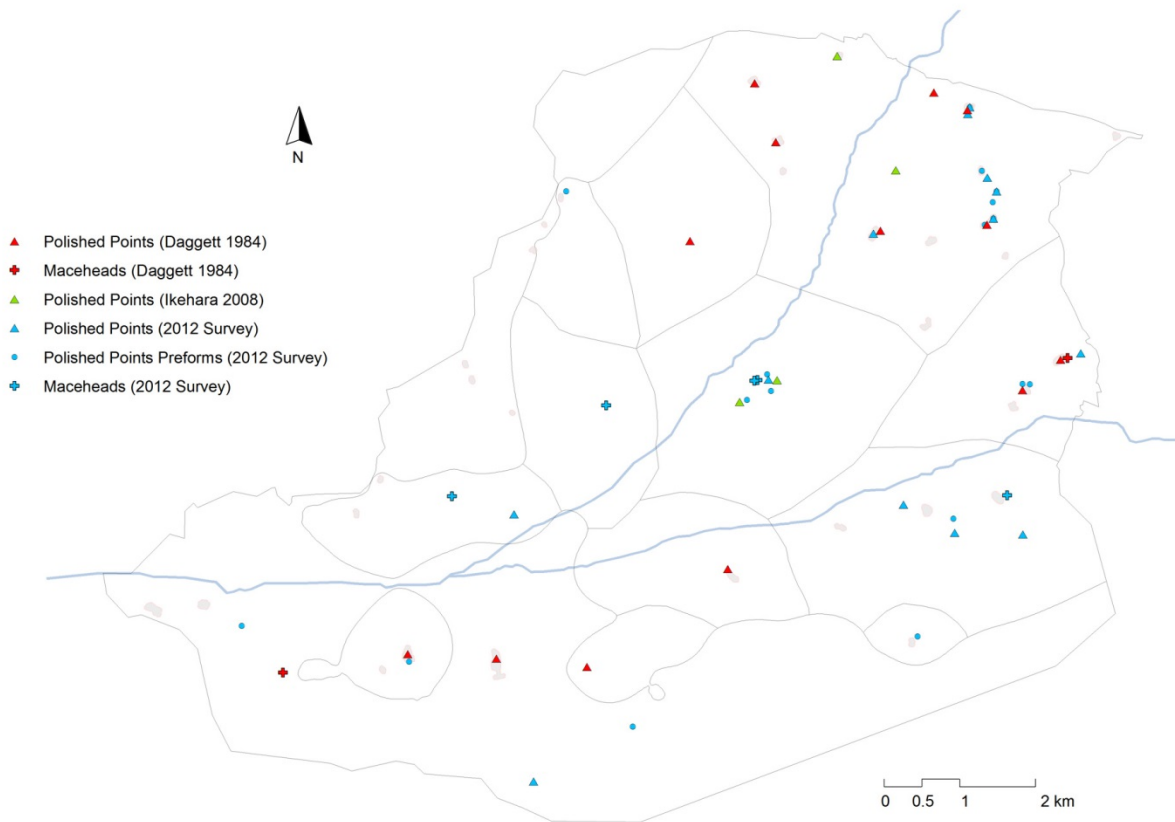 N
Polished Points (Daggett 1984)
Maceheads (Daggett 1984)
Polished Points (Ikehara 2008)
Polished Points (2012 Survey)
Polished Points Preforms (2012 Survey)
Maceheads (2012 Survey)
0 0.5 1 2 km